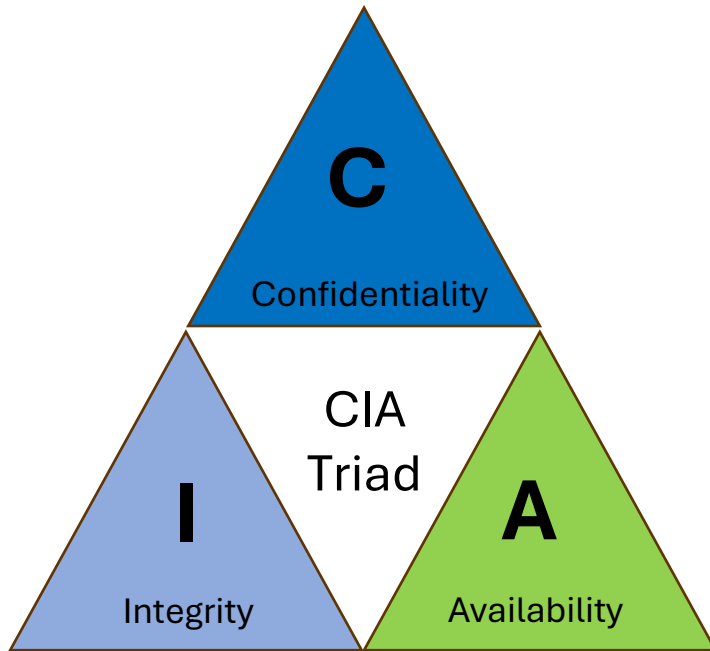 C
Confidentiality
CIA
Triad
I
Integrity
A
Availability